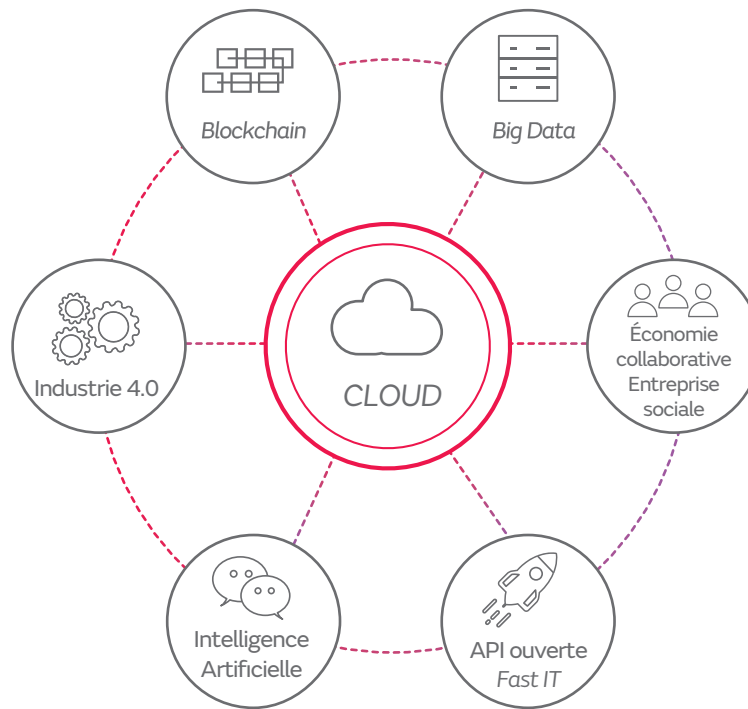 Blockchain
Big Data
Industrie 4.0
CLOUD
Économie
collaborative
Entreprise
sociale
Intelligence
Artificielle
API ouverte
Fast IT